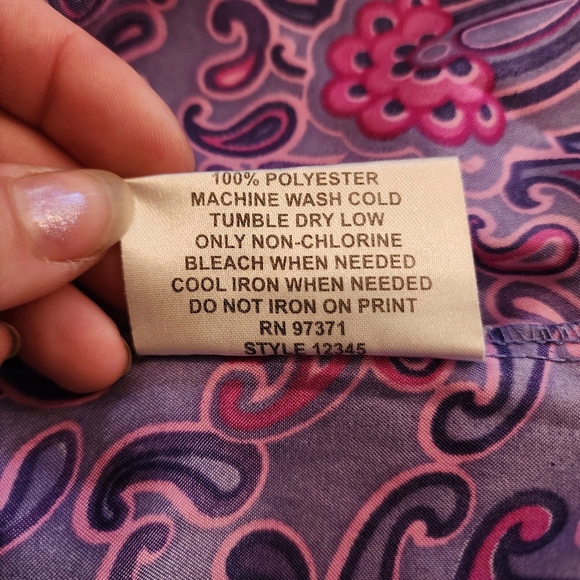 100% POLYESTER
MACHINE WASH COLD
TUMBLE DRY LOW
ONLY NON-CHLORINE
BLEACH WHEN NEEDED
COOL IRON WHEN NEEDED
DO NOT IRON ON PRINT
RN 97371
STYLE 12345